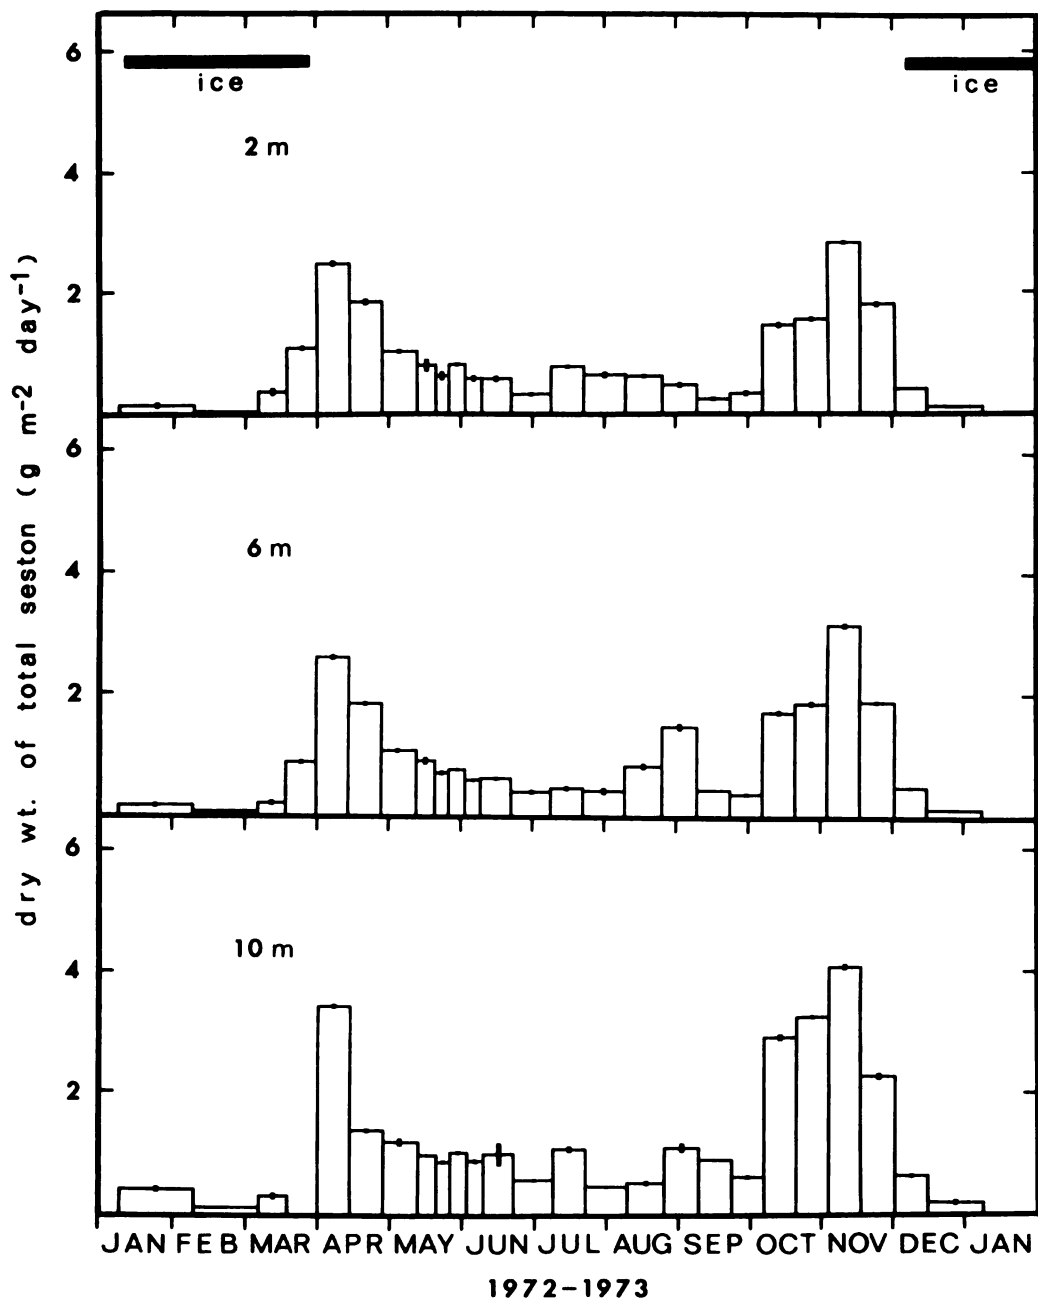 6
ice
ice
2 m
4
2
6
6 m
4
2
6
10 m
4
2
dry wt. of total seston (g m⁻² day⁻¹)
JAN FEB MAR APR MAY JUN JUL AUG SEP OCT NOV DEC JAN
1972–1973